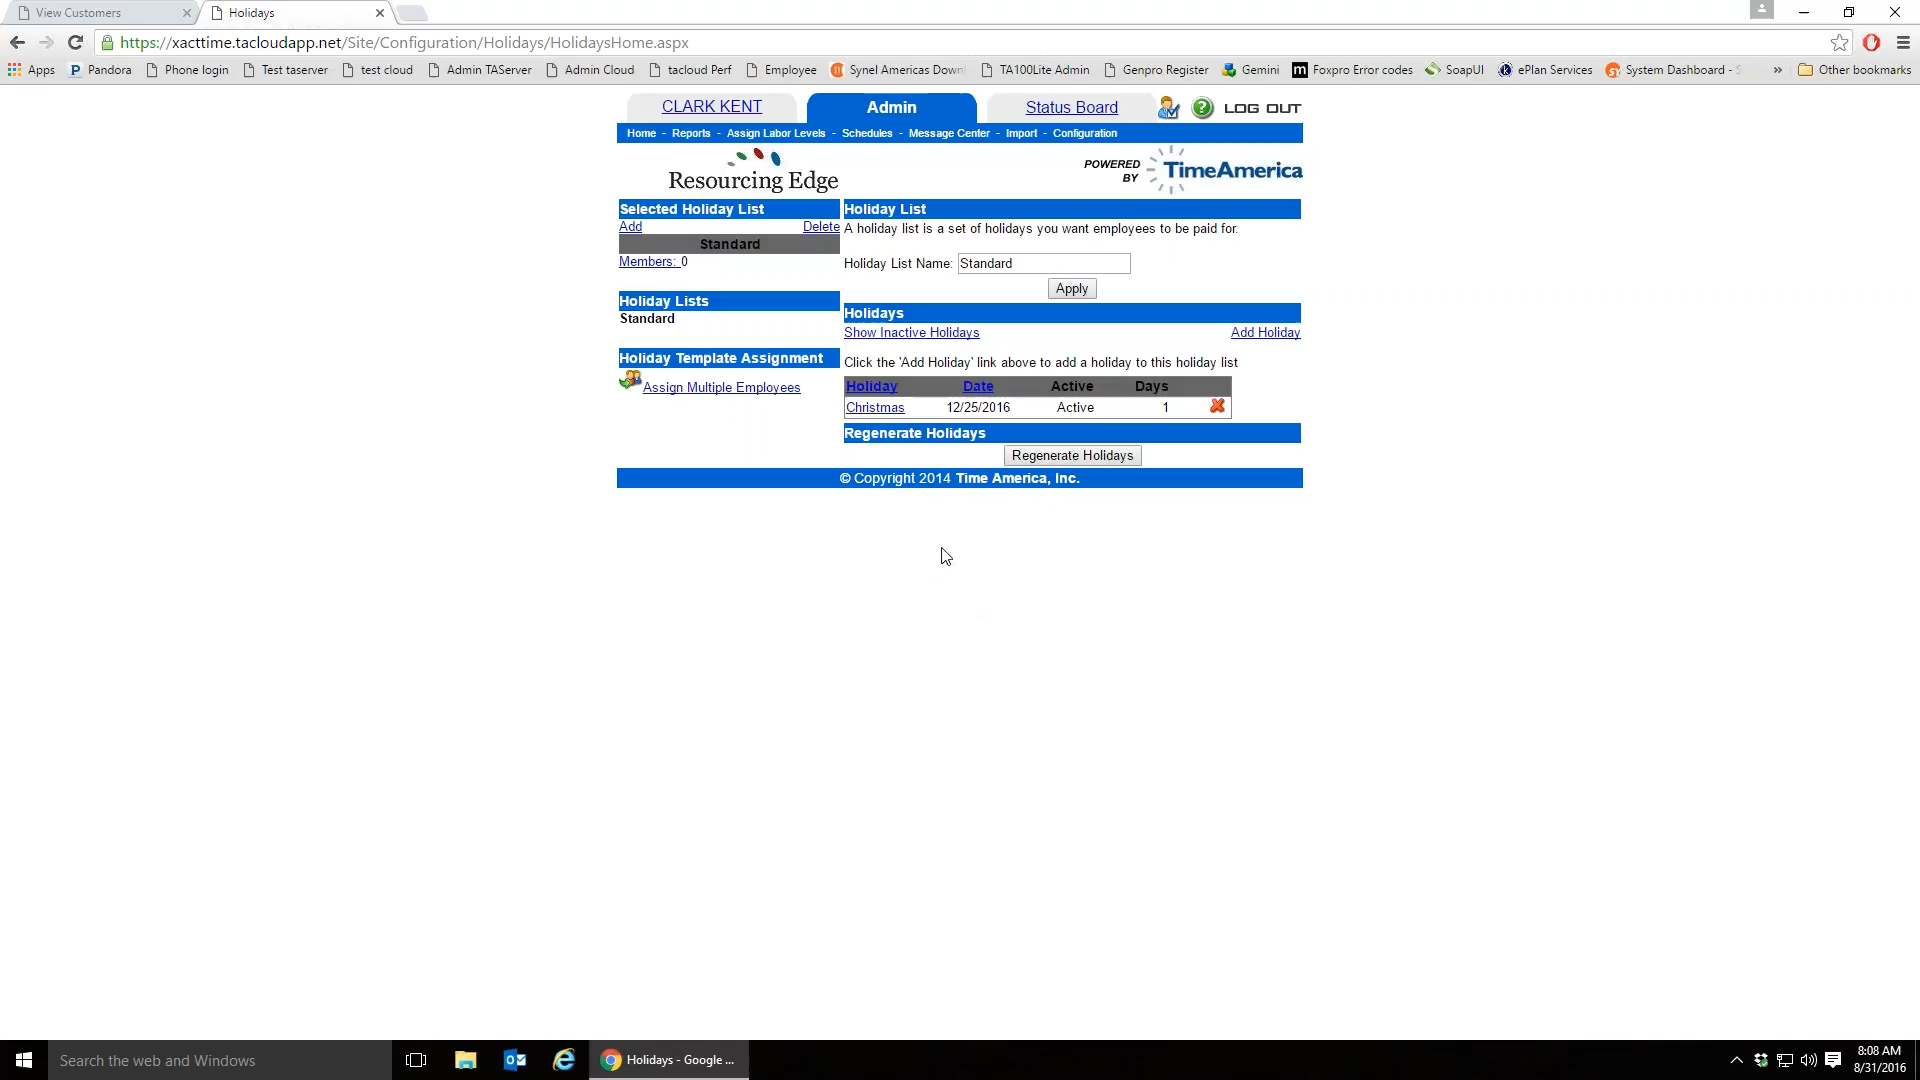 View Customers
Holidays
https://xacttime.tacloudapp.net/Site/Configuration/Holidays/HolidaysHome.aspx
Apps Pandora Phone login Test taserver test cloud Admin TAServer Admin Cloud tacloud Perf Employee Synel Americas Down TA100Lite Admin Genpro Register Gemini Foxpro Error codes SoapUI ePlan Services System Dashboard - S » Other bookmarks
CLARK KENT Admin Status Board LOG OUT
Home - Reports - Assign Labor Levels - Schedules - Message Center - Import - Configuration
Resourcing Edge
POWERED BY TimeAmerica
Selected Holiday List
Add Delete
Standard
Members: 0
Holiday Lists
Standard
Holiday Template Assignment
Assign Multiple Employees
Holiday List
A holiday list is a set of holidays you want employees to be paid for.
Holiday List Name: Standard
Apply
Holidays
Show Inactive Holidays Add Holiday
Click the 'Add Holiday' link above to add a holiday to this holiday list
Holiday Date Active Days
Christmas 12/25/2016 Active 1
Regenerate Holidays
Regenerate Holidays
© Copyright 2014 Time America, Inc.
Search the web and Windows
Holidays - Google ...
8:08 AM
8/31/2016